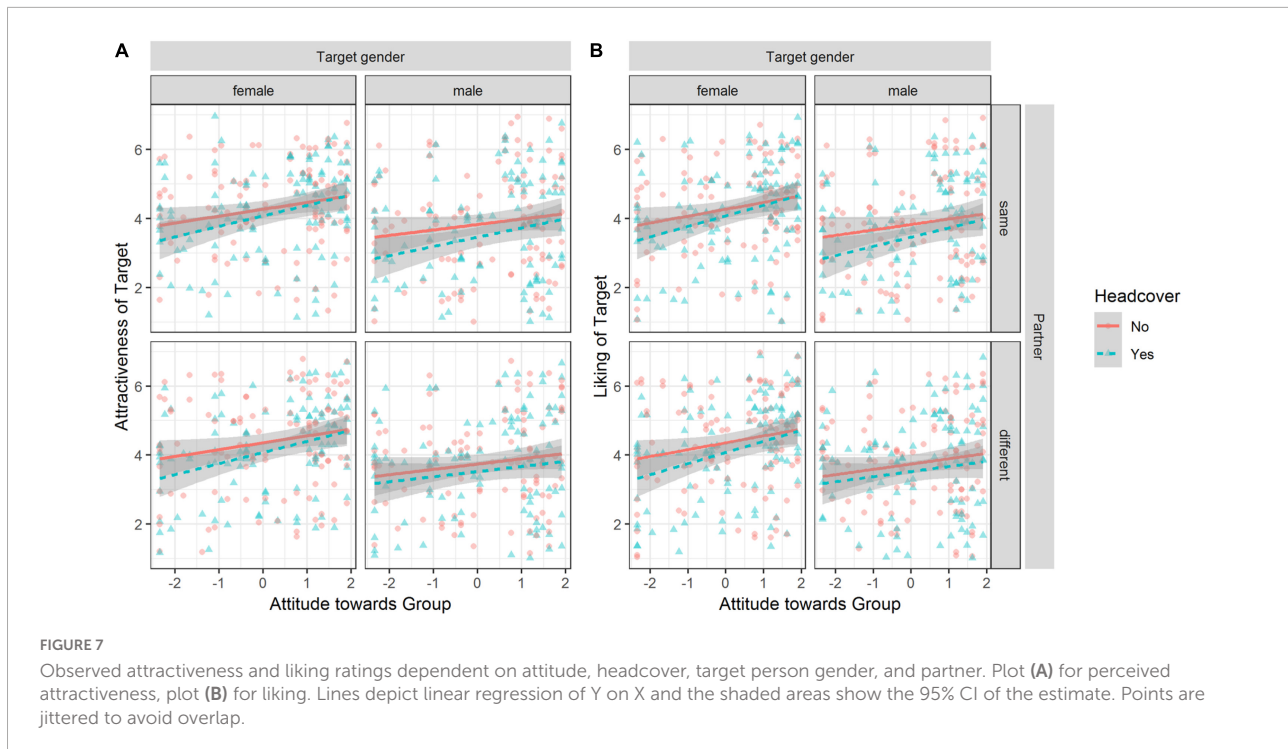 A
B
Target gender
Target gender
female
male
female
male
Attractiveness of Target
6
4
2
6
4
2
-2
-1
0
1
2
-2
-1
0
1
2
Attitude towards Group
Liking of Target
6
4
2
6
4
2
-2
-1
0
1
2
-2
-1
0
1
2
Attitude towards Group
same
different
Partner
Headcover
No
Yes
FIGURE 7
Observed attractiveness and liking ratings dependent on attitude, headcover, target person gender, and partner. Plot (A) for perceived
attractiveness, plot (B) for liking. Lines depict linear regression of Y on X and the shaded areas show the 95% CI of the estimate. Points are
jittered to avoid overlap.